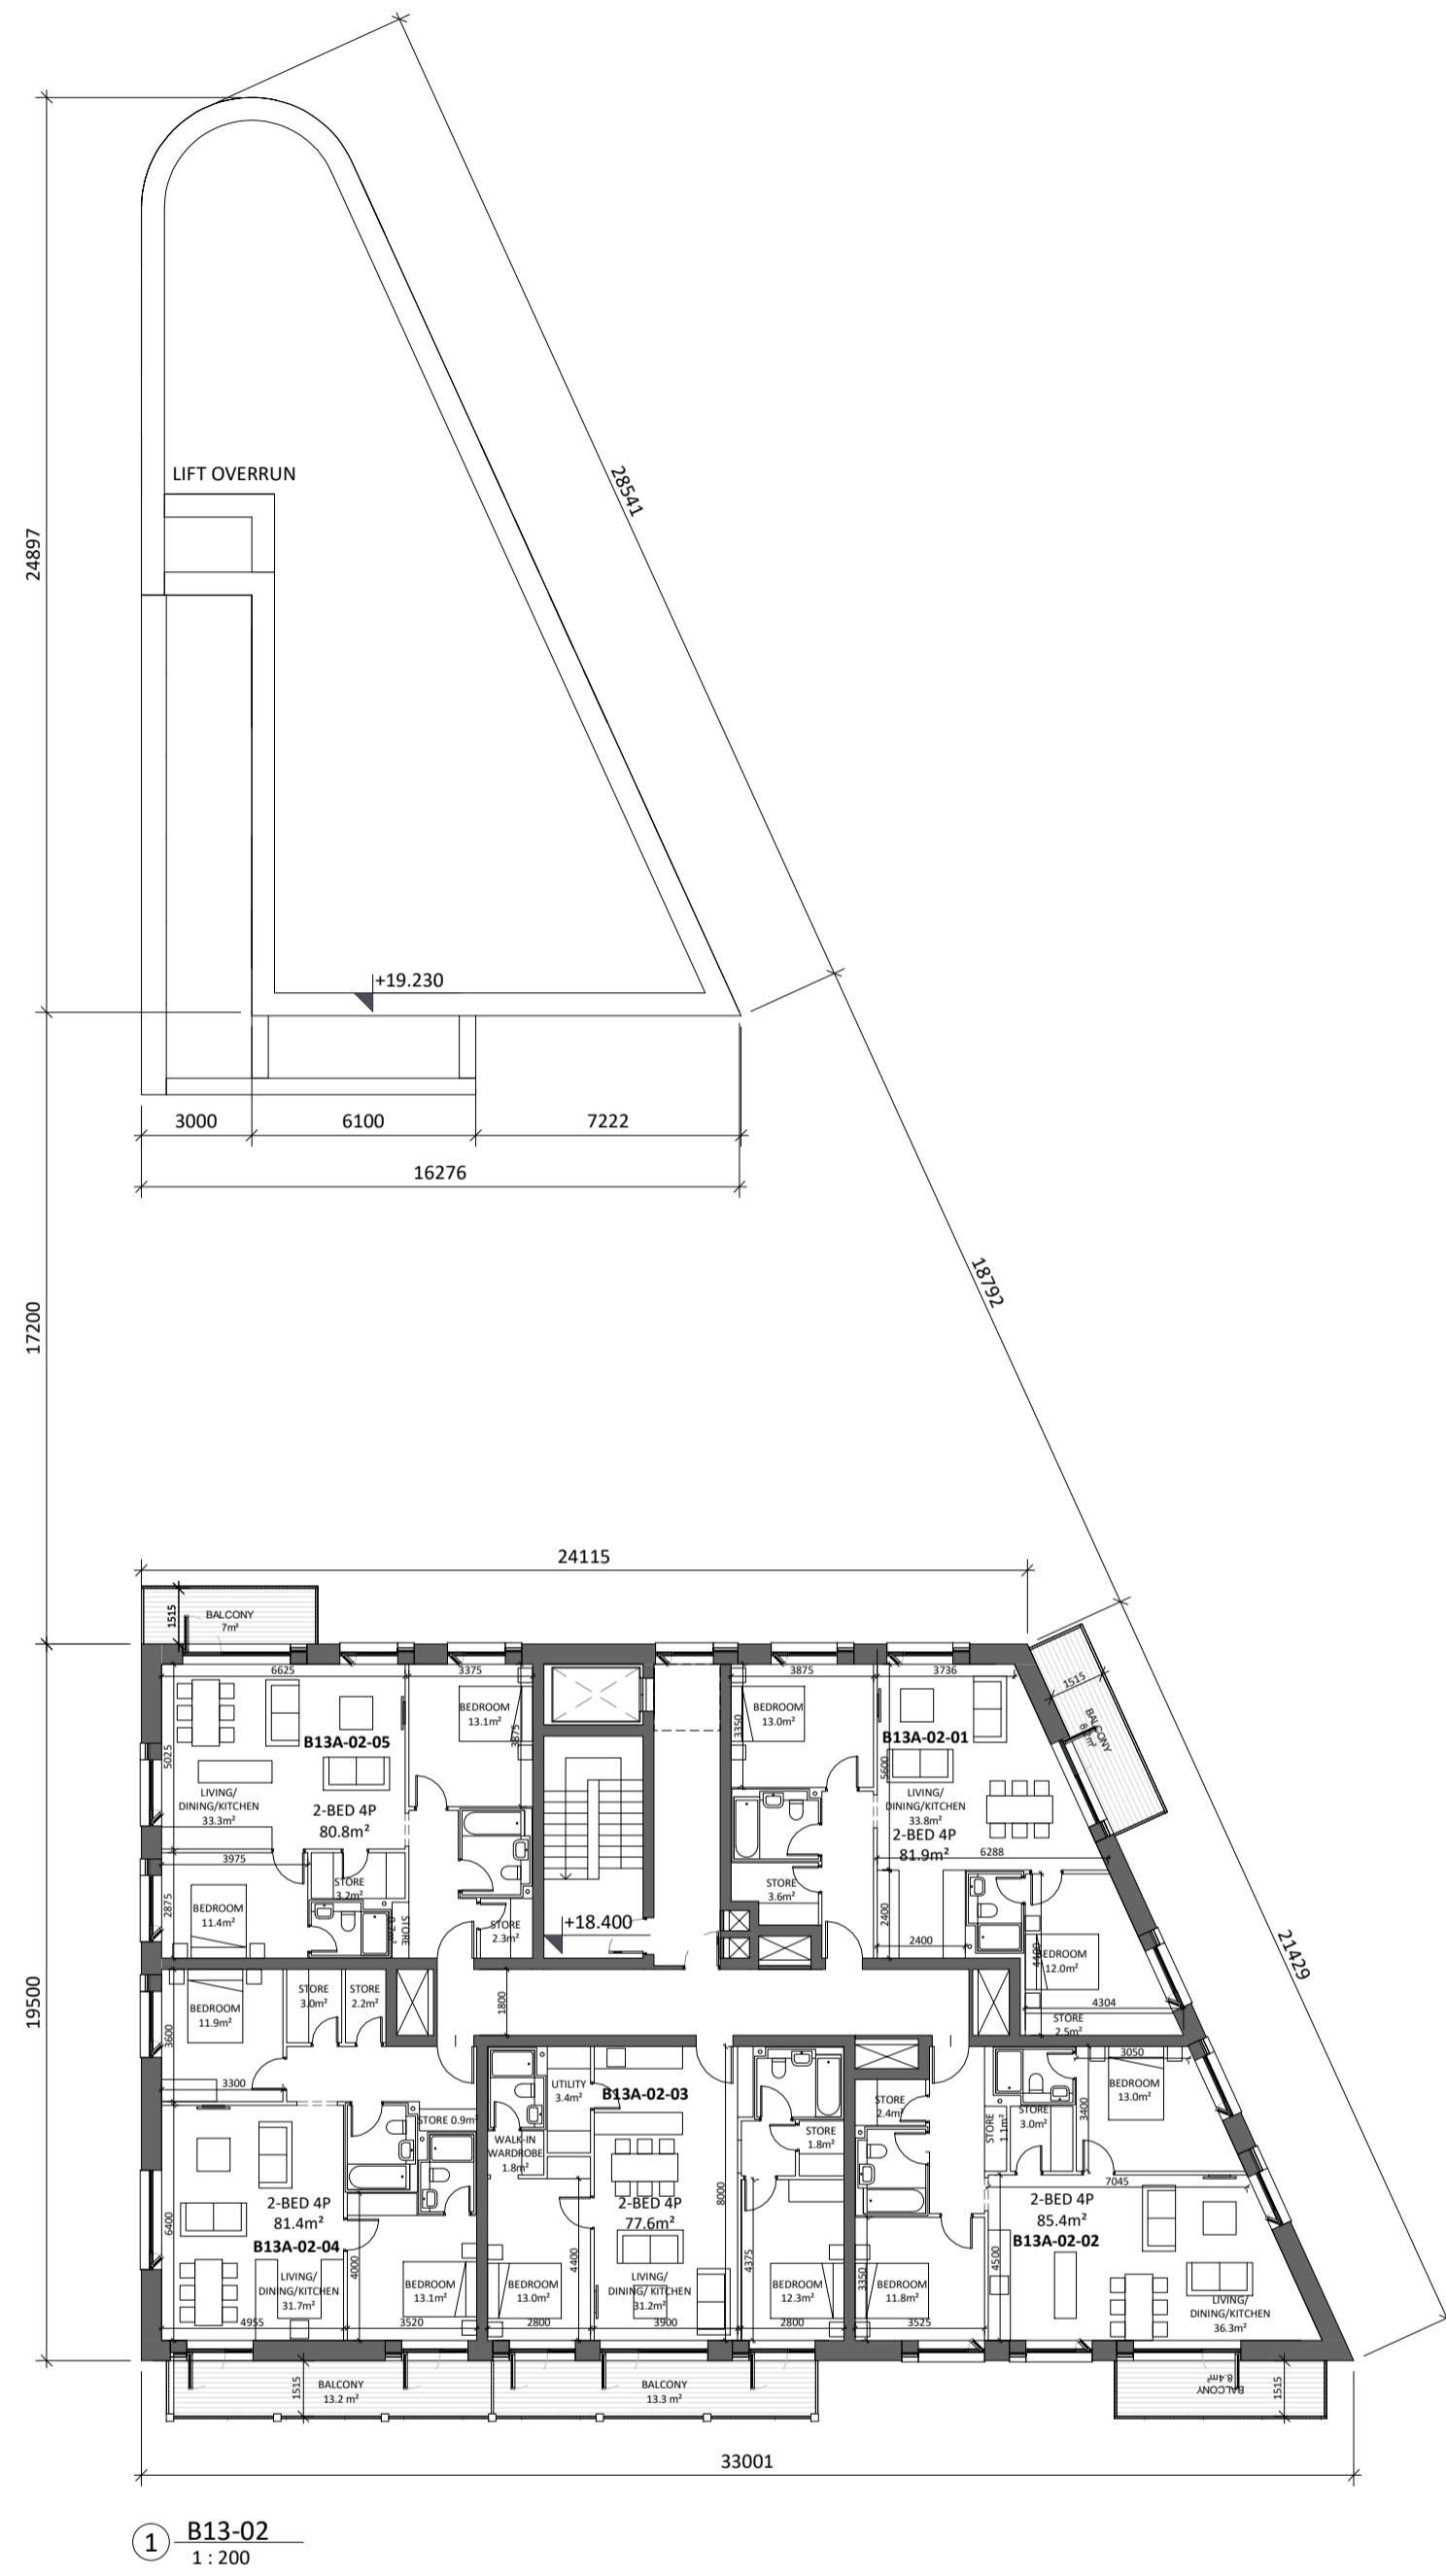 28541
LIFT OVERRUN
24897
+19.230
3000
6100
7222
16276
18792
17200
24115
1515
BALCONY
7m²
6625
3375
3875
3736
1515
BALCONY
BEDROOM
13.1m²
3875
BEDROOM
13.0m²
3350
B13A-02-05
B13A-02-01
5025
5600
LIVING/
DINING/KITCHEN
33.3m²
2-BED 4P
80.8m²
LIVING/
DINING/KITCHEN
33.8m²
2-BED 4P
81.9m²
6288
3975
STORE
3.2m²
2875
BEDROOM
11.4m²
STORE
STORE
2.3m²
+18.400
STORE
3.6m²
2400
2400
4400
BEDROOM
12.0m²
4304
STORE
2.5m²
21429
19500
BEDROOM
11.9m²
STORE
3.0m²
STORE
2.2m²
1800
3600
3300
3050
BEDROOM
13.0m²
UTILITY
3.4m²
B13A-02-03
STORE 0.9m²
WALK-IN
WARDROBE
1.8m²
STORE
1.8m²
STORE
2.4m²
STORE
1.1m²
STORE
3.0m²
3400
7045
6400
2-BED 4P
81.4m²
B13A-02-04
8000
2-BED 4P
77.6m²
2-BED 4P
85.4m²
B13A-02-02
4000
4400
4375
3350
4500
LIVING/
DINING/KITCHEN
31.7m²
BEDROOM
13.1m²
BEDROOM
13.0m²
LIVING/
DINING/ KITCHEN
31.2m²
BEDROOM
12.3m²
BEDROOM
11.8m²
LIVING/
DINING/KITCHEN
36.3m²
4955
3520
2800
3900
2800
3525
1515
BALCONY
13.2 m²
BALCONY
13.3 m²
BALCONY
8.4m²
1515
33001
1
B13-02
1 : 200